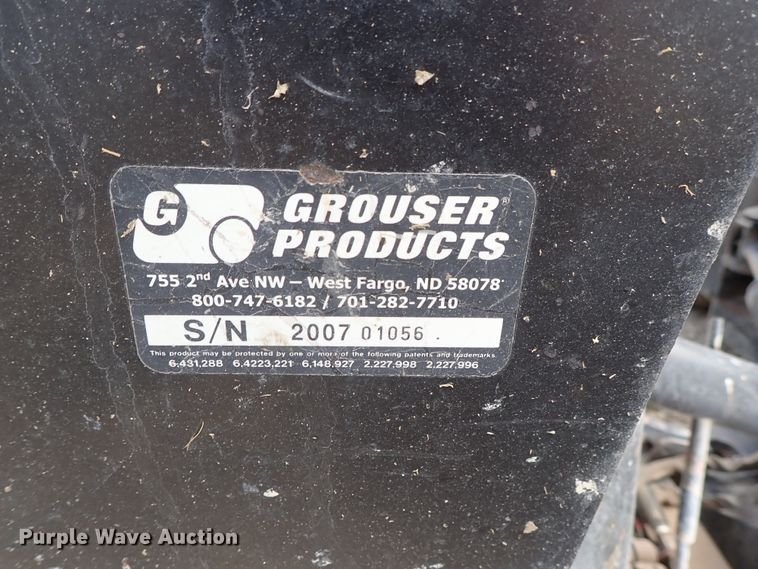 G
GROUSER®
PRODUCTS
755 2nd Ave NW – West Fargo, ND 58078
800-747-6182 / 701-282-7710
S/N 2007 01056 .
This product may be protected by one or more of the following patents and trademarks
6,431,288 6,4223,221 6,148,927 2,227,998 2,227,996
Purple Wave Auction